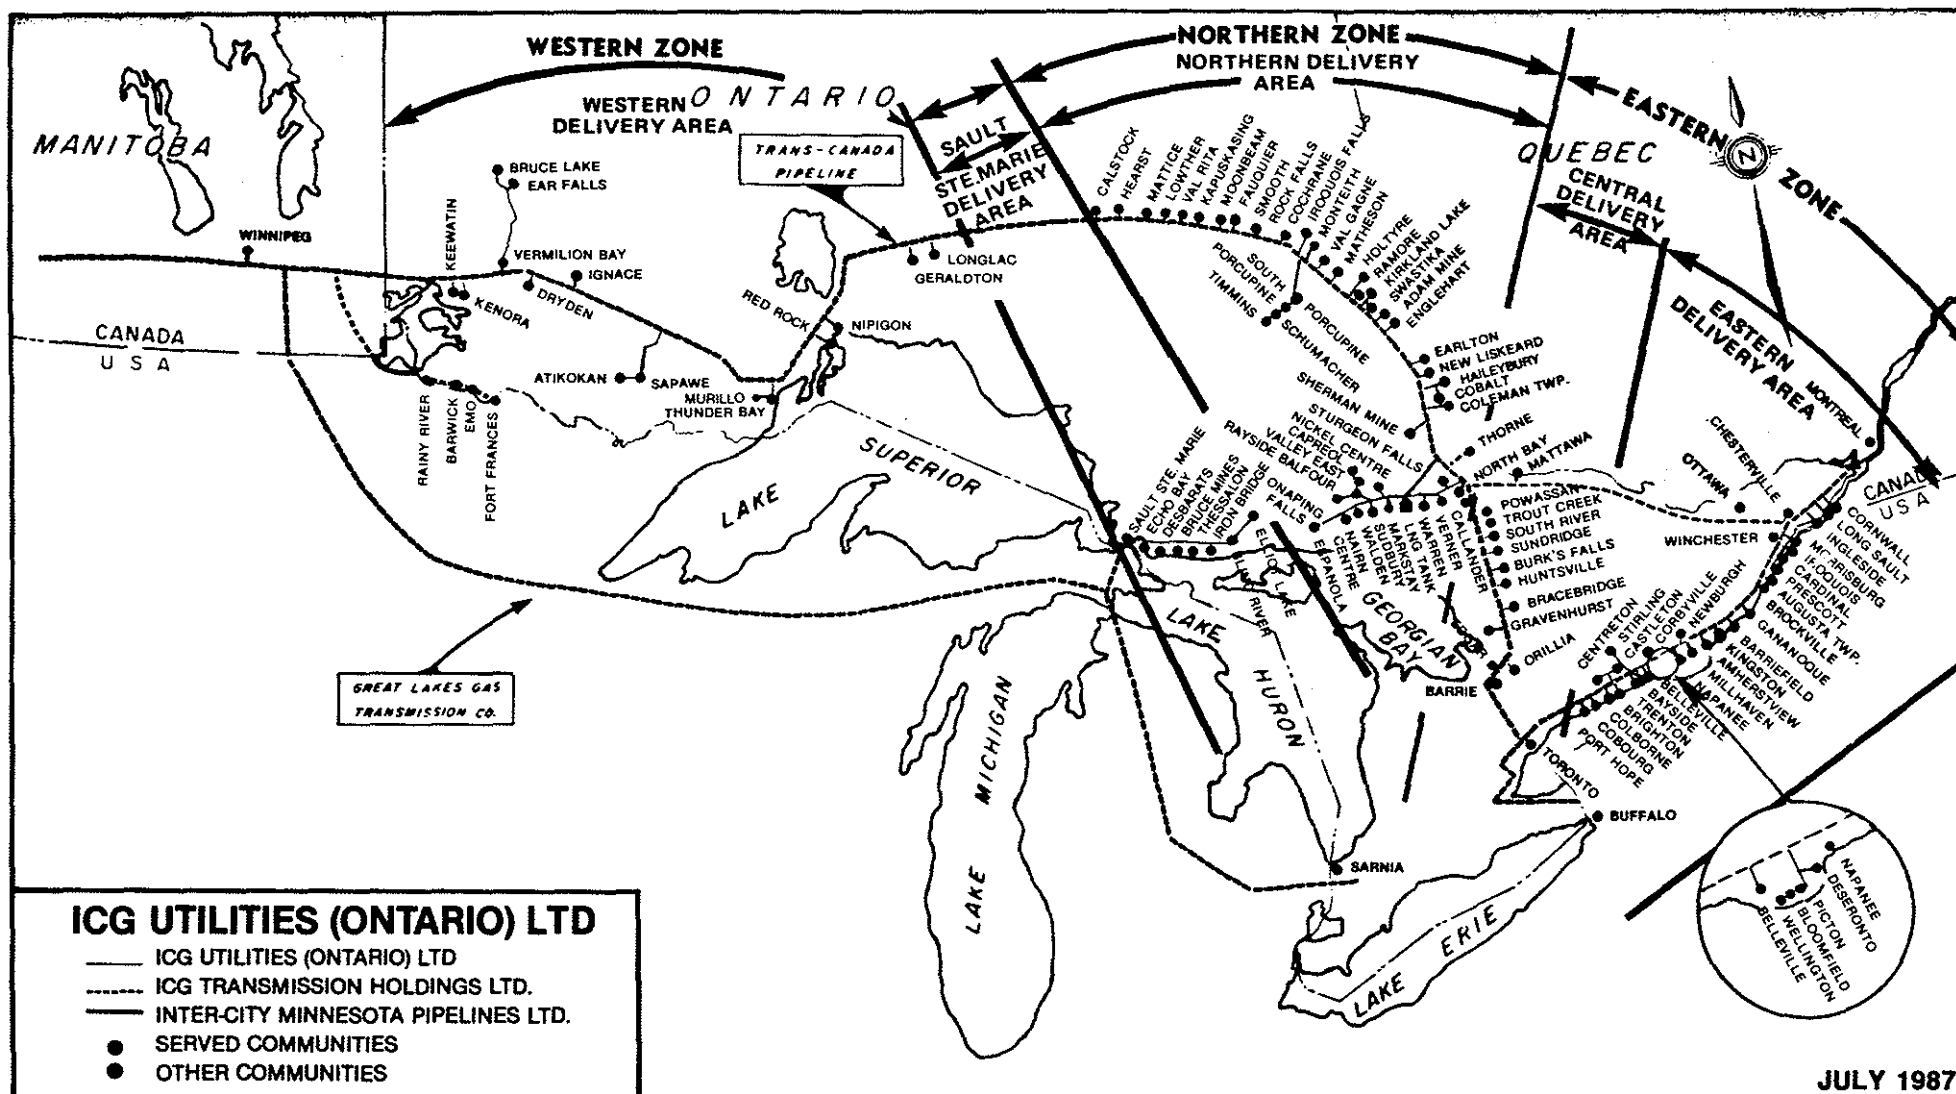 WESTERN ZONE
NORTHERN ZONE
NORTHERN DELIVERY
AREA
EASTERN
ZONE
WESTERN
DELIVERY AREA
ONTARIO
MANITOBA
QUEBEC
SAULT
STE.MARIE
DELIVERY
AREA
CENTRAL
DELIVERY
AREA
EASTERN
DELIVERY AREA
N
TRANS-CANADA
PIPELINE
WINNIPEG
BRUCE LAKE
EAR FALLS
KEEWATIN
VERMILION BAY
IGNACE
KENORA
DRYDEN
CANADA
USA
ATIKOKAN
SAPAWE
MURILLO
THUNDER BAY
RED ROCK
NIPIGON
LONGLAC
GERALDTON
RAINY RIVER
BARWICK
EMO
FORT FRANCES
CALSTOCK
HEARST
MATTICE
LOWTHER
VAL RITA
KAPUSKASING
MOONBEAM
FAUQUIER
SMOOTH
ROCK FALLS
COCHRANE
IROQUOIS FALLS
MONTEITH
VAL GAGNE
MATHESON
HOLTYRE
RAMORE
KIRKLAND LAKE
SWASTIKA
ADAM MINE
ENGLEHART
SOUTH
PORCUPINE
TIMMINS
PORCUPINE
SCHUMACHER
EARLTON
NEW LISKEARD
HAILEYBURY
COBALT
COLEMAN TWP.
SHERMAN MINE
STURGEON FALLS
NICKEL CENTRE
CAPREOL
VALLEY EAST
RAYSIDE BALFOUR
ONAPING
FALLS
THORNE
NORTH BAY
MATTAWA
SAULT STE. MARIE
ECHO BAY
DESBARATS
BRUCE MINES
THESSALON
IRON BRIDGE
ELLIOT LAKE
RIVER
ESPANOLA
NAIRN
CENTRE
WALDEN
SUDBURY
MARKSTAY
LNG TANK
WARREN
VERNER
CALLANDER
POWASSAN
TROUT CREEK
SOUTH RIVER
SUNDRIDGE
BURK'S FALLS
HUNTSVILLE
BRACEBRIDGE
GRAVENHURST
ORILLIA
BARRIE
OTTAWA
CHESTERVILLE
WINCHESTER
MONTREAL
CANADA
USA
CORNWALL
LONG SAULT
INGLESIDE
MORRISBURG
IROQUOIS
CARDINAL
PRESCOTT
AUGUSTA TWP.
BROCKVILLE
GANANOQUE
BARRIEFIELD
KINGSTON
AMHERSTVIEW
MILLHAVEN
NAPANEE
NEWBURGH
CORBYVILLE
CASTLETON
STIRLING
CENTRETON
BELLEVILLE
BAYSIDE
TRENTON
BRIGHTON
COLBORNE
COBOURG
PORT HOPE
TORONTO
BUFFALO
SARNIA
LAKE
SUPERIOR
LAKE
HURON
GEORGIAN
BAY
LAKE MICHIGAN
LAKE ERIE
GREAT LAKES GAS
TRANSMISSION CO.
NAPANEE
DESERONTO
PICTON
BLOOMFIELD
WELLINGTON
BELLEVILLE
ICG UTILITIES (ONTARIO) LTD
ICG UTILITIES (ONTARIO) LTD
ICG TRANSMISSION HOLDINGS LTD.
INTER-CITY MINNESOTA PIPELINES LTD.
SERVED COMMUNITIES
OTHER COMMUNITIES
JULY 1987